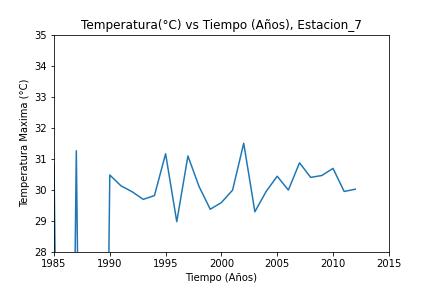 Temperatura(°C) vs Tiempo (Años), Estacion_7
Temperatura Maxima (°C)
35
34
33
32
31
30
29
28
1985 1990 1995 2000 2005 2010 2015
Tiempo (Años)